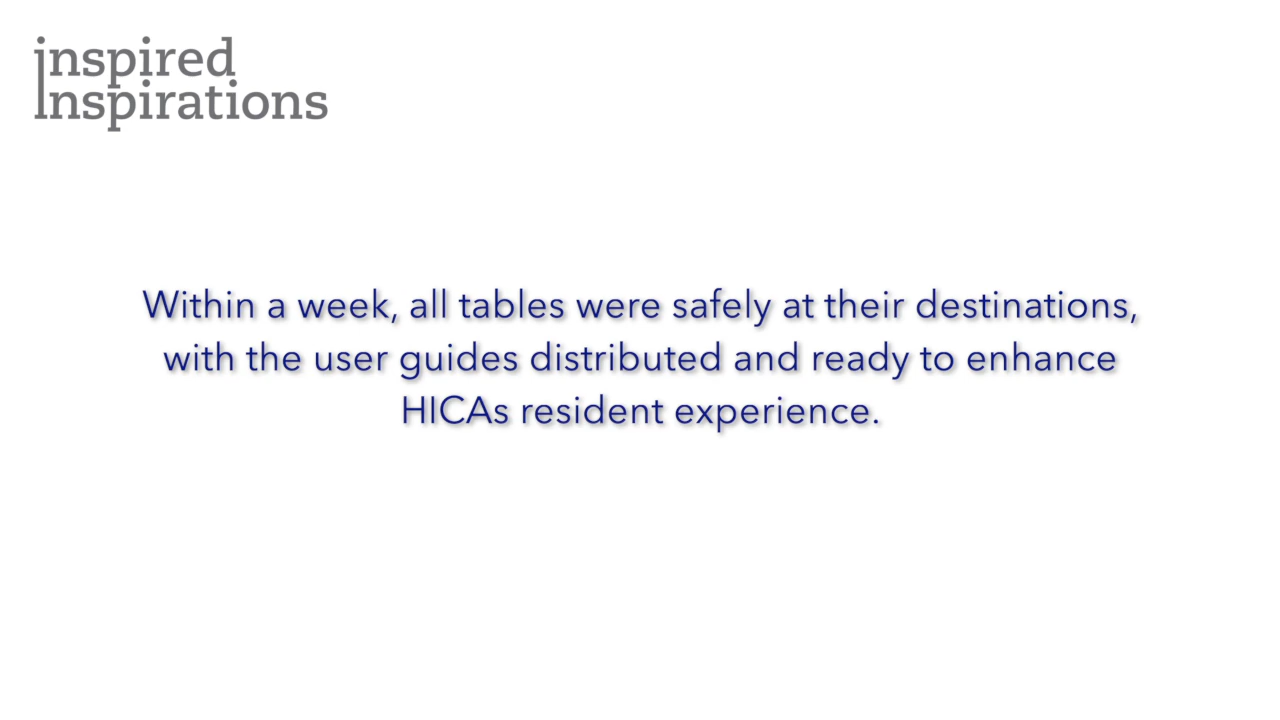 inspired
Inspirations
Within a week, all tables were safely at their destinations,
with the user guides distributed and ready to enhance
HICAs resident experience.